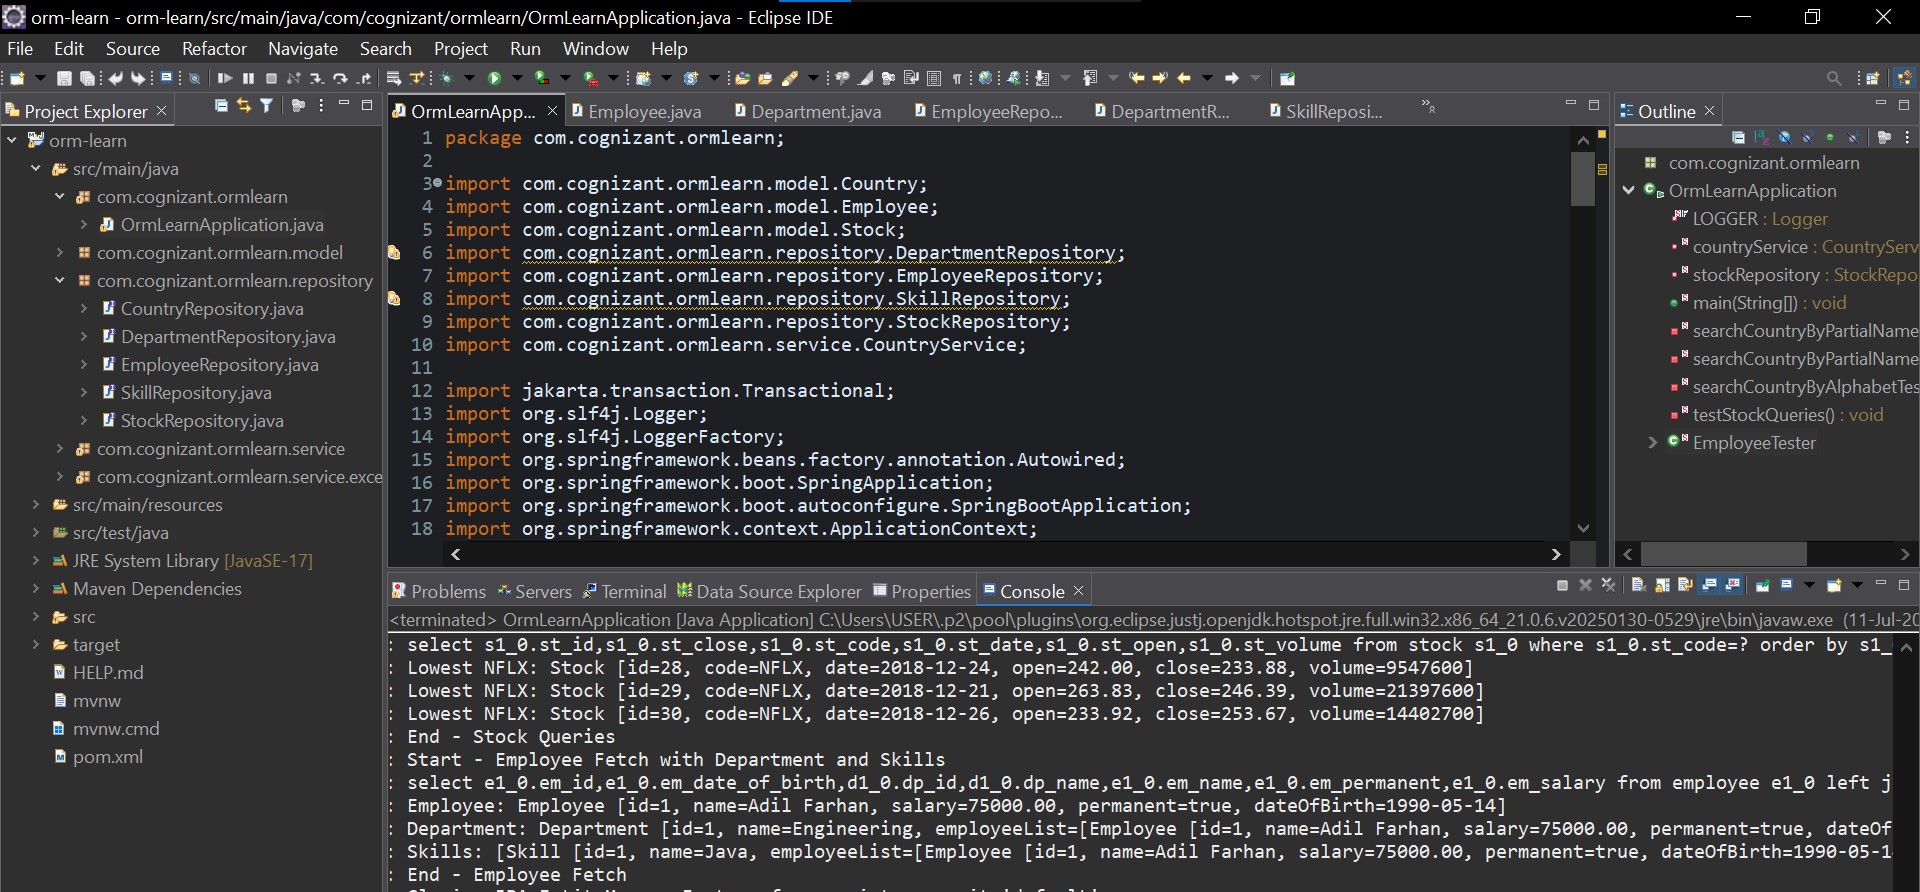 orm-learn - orm-learn/src/main/java/com/cognizant/ormlearn/OrmLearnApplication.java - Eclipse IDE
File Edit Source Refactor Navigate Search Project Run Window Help
Project Explorer
orm-learn
src/main/java
com.cognizant.ormlearn
OrmLearnApplication.java
com.cognizant.ormlearn.model
com.cognizant.ormlearn.repository
CountryRepository.java
DepartmentRepository.java
EmployeeRepository.java
SkillRepository.java
StockRepository.java
com.cognizant.ormlearn.service
com.cognizant.ormlearn.service.exce
src/main/resources
src/test/java
JRE System Library [JavaSE-17]
Maven Dependencies
src
target
HELP.md
mvnw
mvnw.cmd
pom.xml
OrmLearnApp... Employee.java Department.java EmployeeRepo... DepartmentR... SkillReposi... »8
1 package com.cognizant.ormlearn;
2
3 import com.cognizant.ormlearn.model.Country;
4 import com.cognizant.ormlearn.model.Employee;
5 import com.cognizant.ormlearn.model.Stock;
6 import com.cognizant.ormlearn.repository.DepartmentRepository;
7 import com.cognizant.ormlearn.repository.EmployeeRepository;
8 import com.cognizant.ormlearn.repository.SkillRepository;
9 import com.cognizant.ormlearn.repository.StockRepository;
10 import com.cognizant.ormlearn.service.CountryService;
11
12 import jakarta.transaction.Transactional;
13 import org.slf4j.Logger;
14 import org.slf4j.LoggerFactory;
15 import org.springframework.beans.factory.annotation.Autowired;
16 import org.springframework.boot.SpringApplication;
17 import org.springframework.boot.autoconfigure.SpringBootApplication;
18 import org.springframework.context.ApplicationContext;
Outline
com.cognizant.ormlearn
OrmLearnApplication
LOGGER : Logger
countryService : CountryServ
stockRepository : StockRepo
main(String[]) : void
searchCountryByPartialName
searchCountryByPartialName
searchCountryByAlphabetTes
testStockQueries() : void
EmployeeTester
Problems Servers Terminal Data Source Explorer Properties Console
<terminated> OrmLearnApplication [Java Application] C:\Users\USER\.p2\pool\plugins\org.eclipse.justj.openjdk.hotspot.jre.full.win32.x86_64_21.0.6.v20250130-0529\jre\bin\javaw.exe (11-Jul-20
: select s1_0.st_id,s1_0.st_close,s1_0.st_code,s1_0.st_date,s1_0.st_open,s1_0.st_volume from stock s1_0 where s1_0.st_code=? order by s1_
: Lowest NFLX: Stock [id=28, code=NFLX, date=2018-12-24, open=242.00, close=233.88, volume=9547600]
: Lowest NFLX: Stock [id=29, code=NFLX, date=2018-12-21, open=263.83, close=246.39, volume=21397600]
: Lowest NFLX: Stock [id=30, code=NFLX, date=2018-12-26, open=233.92, close=253.67, volume=14402700]
: End - Stock Queries
: Start - Employee Fetch with Department and Skills
: select e1_0.em_id,e1_0.em_date_of_birth,d1_0.dp_id,d1_0.dp_name,e1_0.em_name,e1_0.em_permanent,e1_0.em_salary from employee e1_0 left j
: Employee: Employee [id=1, name=Adil Farhan, salary=75000.00, permanent=true, dateOfBirth=1990-05-14]
: Department: Department [id=1, name=Engineering, employeeList=[Employee [id=1, name=Adil Farhan, salary=75000.00, permanent=true, dateOf
: Skills: [Skill [id=1, name=Java, employeeList=[Employee [id=1, name=Adil Farhan, salary=75000.00, permanent=true, dateOfBirth=1990-05-1
: End - Employee Fetch